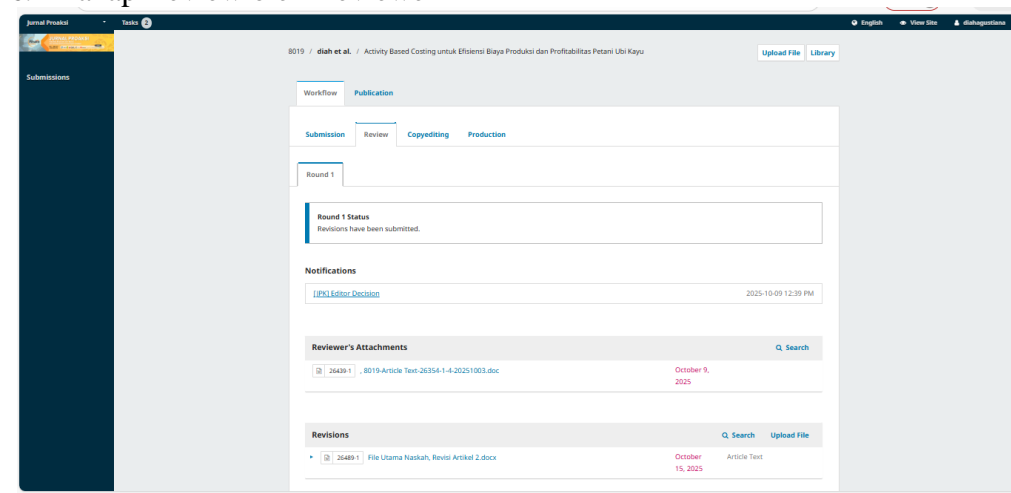 Jurnal Proaksi
Tasks 2
English
View Site
diahagustiana
8019 / diah et al. / Activity Based Costing untuk Efisiensi Biaya Produksi dan Profitabilitas Petani Ubi Kayu
Upload File
Library
Submissions
Workflow
Publication
Submission
Review
Copyediting
Production
Round 1
Round 1 Status
Revisions have been submitted.
Notifications
[JPK] Editor Decision
2025-10-09 12:39 PM
Reviewer's Attachments
Search
26439-1 , 8019-Article Text-26354-1-4-20251003.doc
October 9,
2025
Revisions
Search
Upload File
26489-1 File Utama Naskah, Revisi Artikel 2.docx
October
15, 2025
Article Text